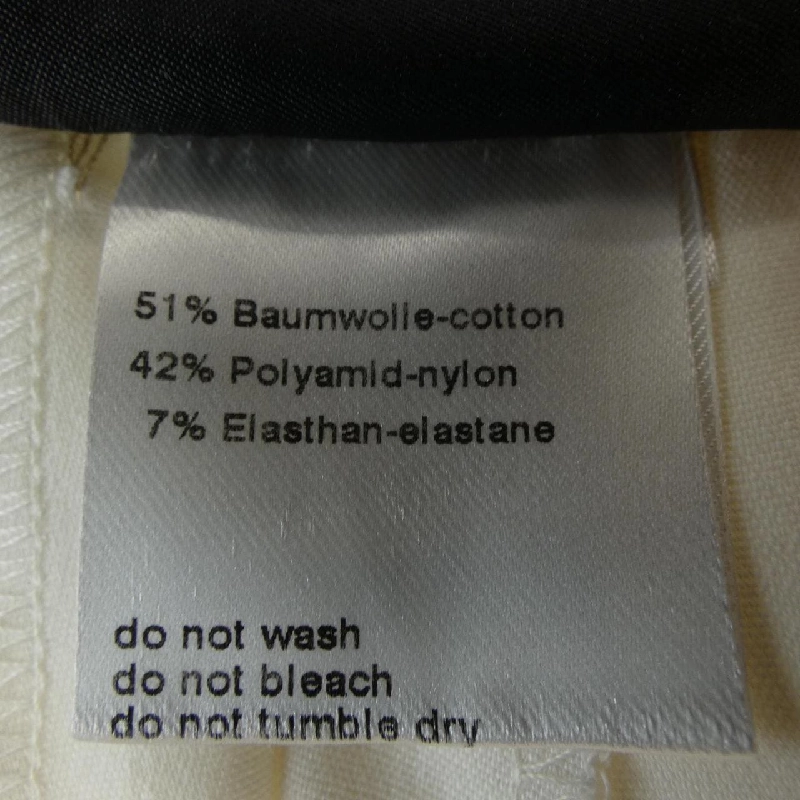 51% Baumwolle-cotton
42% Polyamid-nylon
7% Elasthan-elastane
do not wash
do not bleach
do not tumble dry